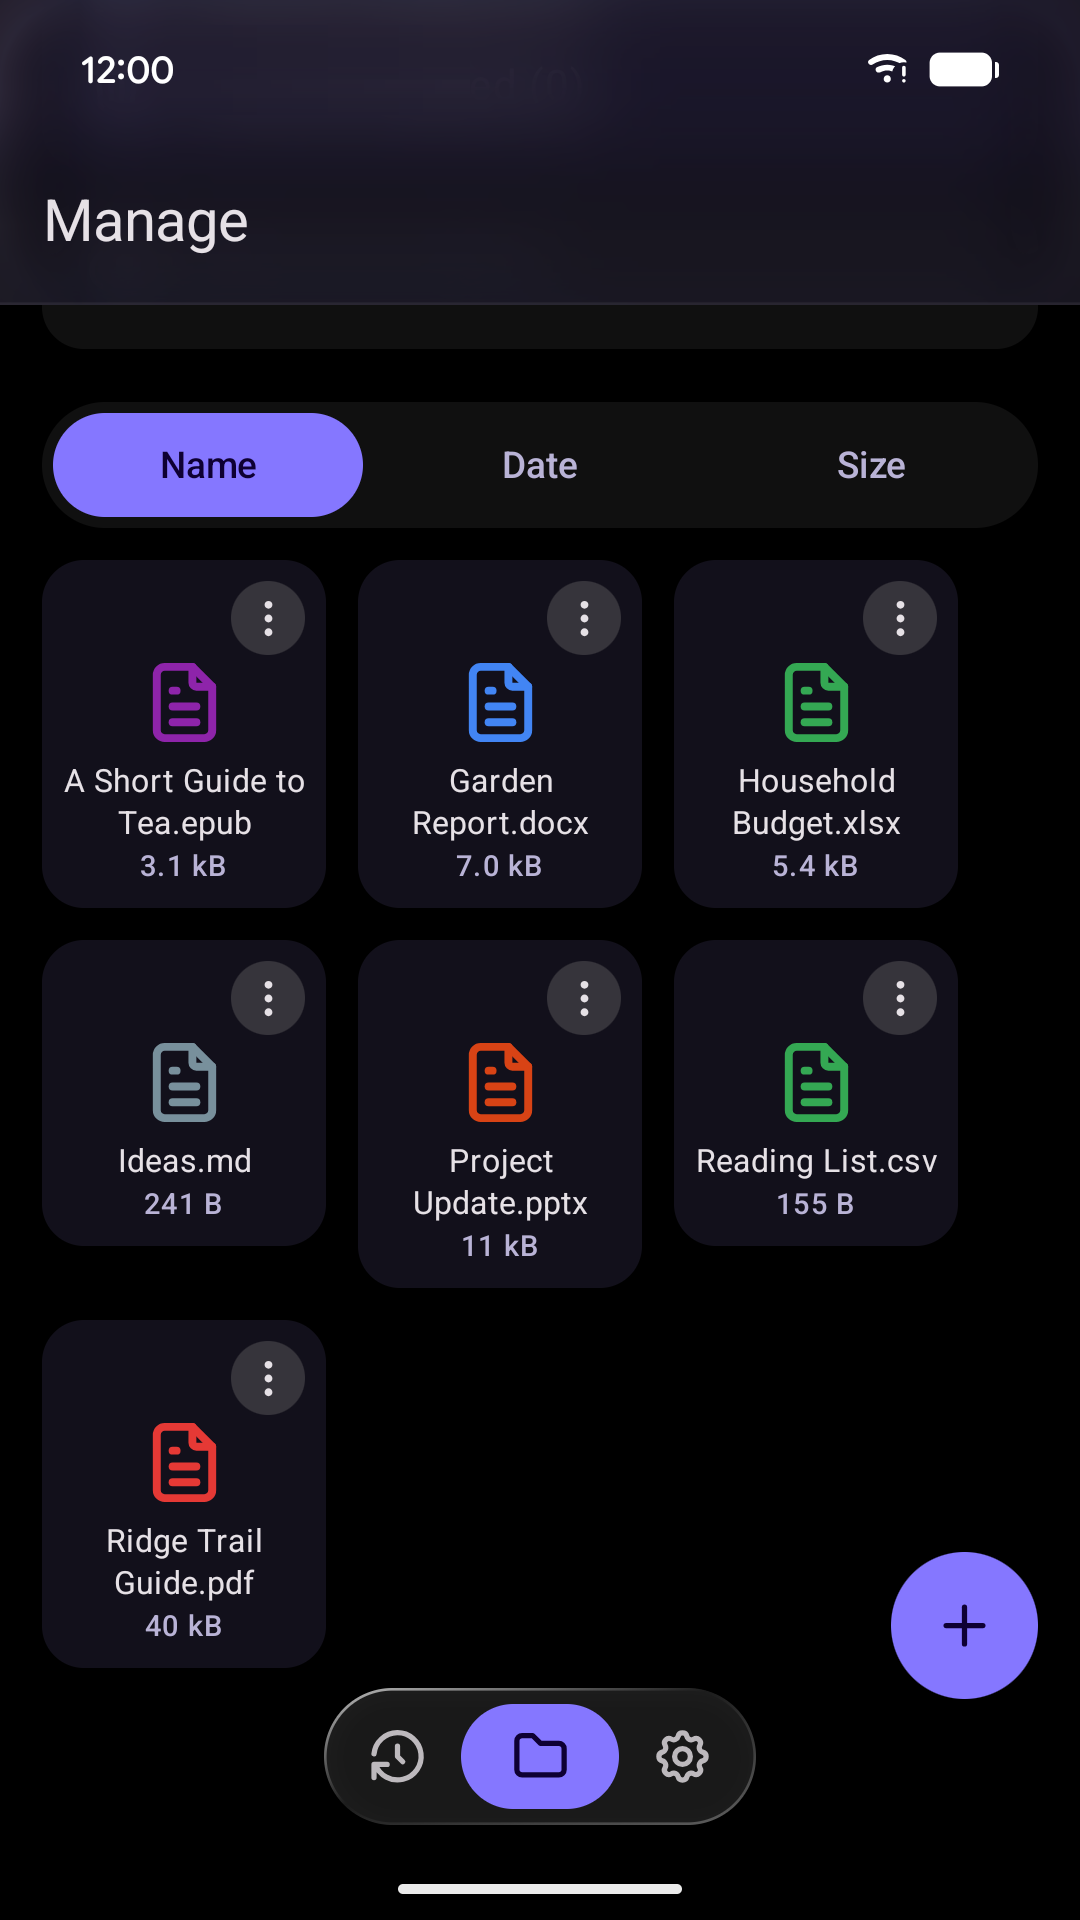 12:00
Manage
Name
Date
Size
A Short Guide to
Tea.epub
3.1 kB
Garden
Report.docx
7.0 kB
Household
Budget.xlsx
5.4 kB
Ideas.md
241 B
Project
Update.pptx
11 kB
Reading List.csv
155 B
Ridge Trail
Guide.pdf
40 kB